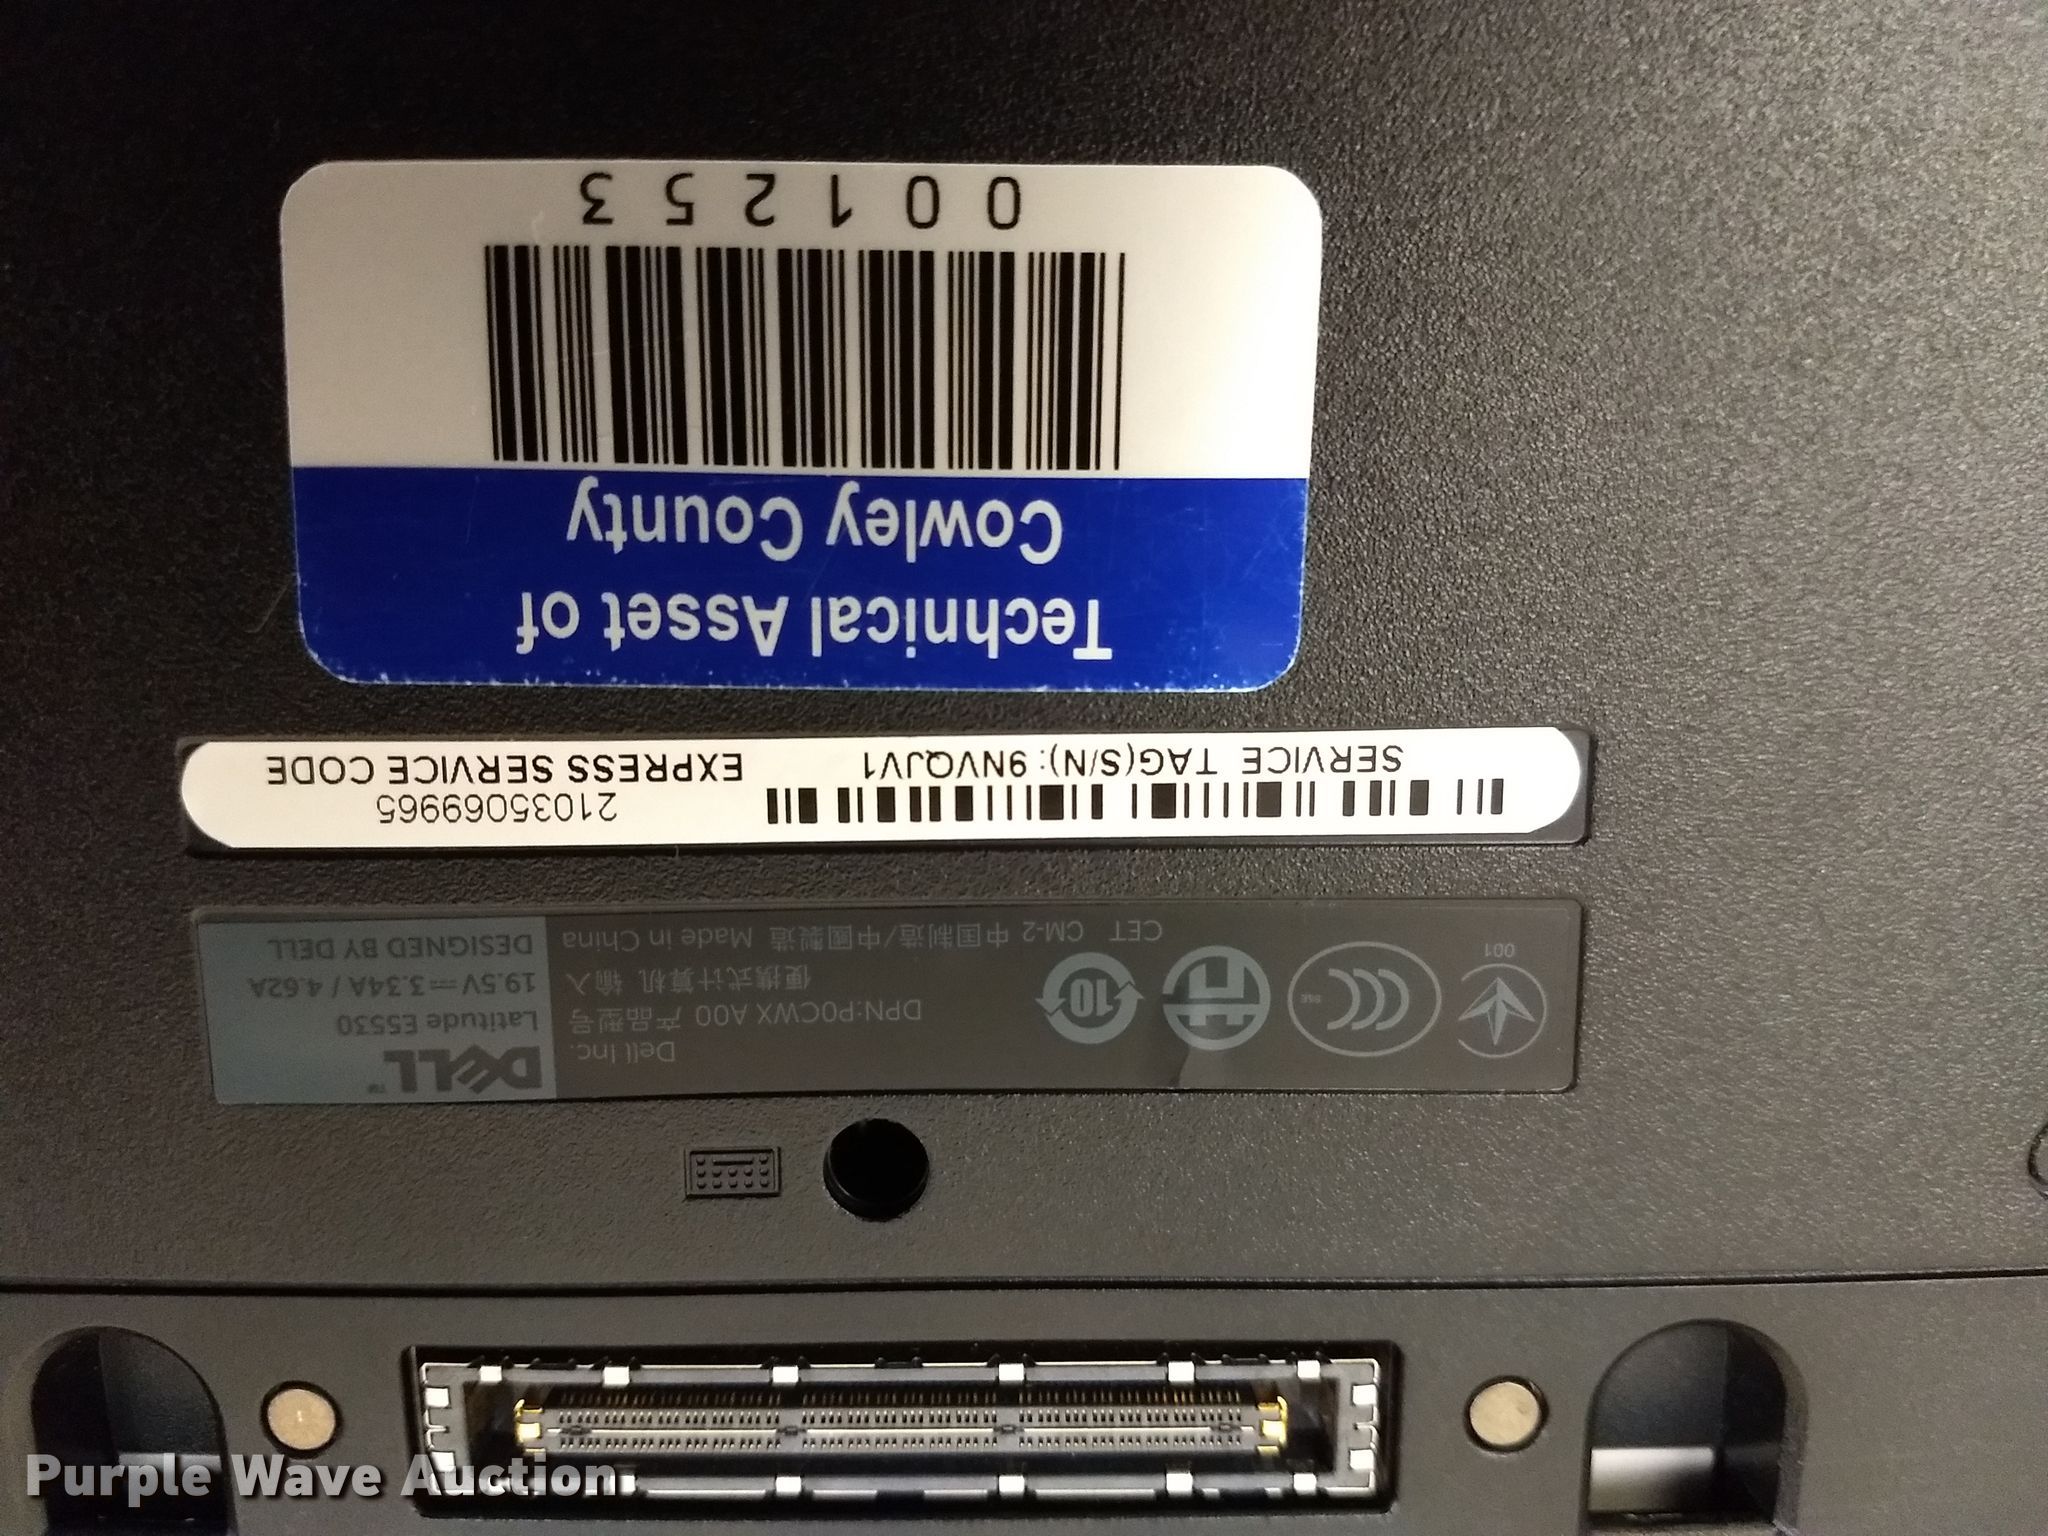 Technical Asset of
Cowley County
001253
SERVICE TAG(S/N): 9NVQJV1
EXPRESS SERVICE CODE
21035069965
001
S&E
10
CET CM-2 中国制造/中國製造 Made in China
便携式计算机 输入
DPN:P0CWX A00 产品型号
Dell Inc.
DELL™
Latitude E5530
19.5V⎓3.34A / 4.62A
DESIGNED BY DELL
Purple Wave Auction